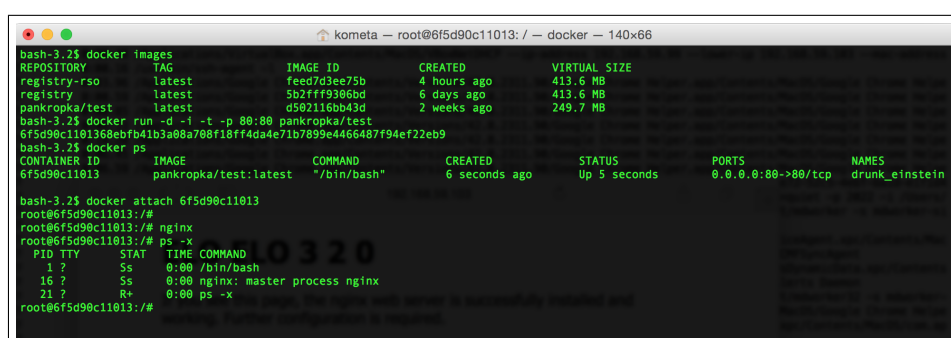 kometa — root@6f5d90c11013: / — docker — 140×66
bash-3.2$ docker images
REPOSITORY TAG IMAGE ID CREATED VIRTUAL SIZE
registry-rso latest feed7d3ee75b 4 hours ago 413.6 MB
registry latest 5b2fff9306bd 6 days ago 413.6 MB
pankropka/test latest d502116bb43d 2 weeks ago 249.7 MB
bash-3.2$ docker run -d -i -t -p 80:80 pankropka/test
6f5d90c1101368ebfb41b3a08a708f18ff4da4e71b7899e4466487f94ef22eb9
bash-3.2$ docker ps
CONTAINER ID IMAGE COMMAND CREATED STATUS PORTS NAMES
6f5d90c11013 pankropka/test:latest "/bin/bash" 6 seconds ago Up 5 seconds 0.0.0.0:80->80/tcp drunk_einstein
bash-3.2$ docker attach 6f5d90c11013
root@6f5d90c11013:/#
root@6f5d90c11013:/# nginx
root@6f5d90c11013:/# ps -x
PID TTY STAT TIME COMMAND
1 ? Ss 0:00 /bin/bash
16 ? Ss 0:00 nginx: master process nginx
21 ? R+ 0:00 ps -x
root@6f5d90c11013:/#